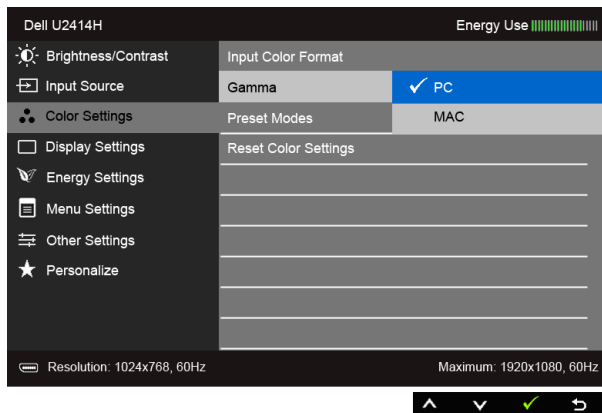 Dell U2414H Energy Use
Brightness/Contrast Input Color Format
Input Source Gamma PC
Color Settings Preset Modes MAC
Display Settings Reset Color Settings
Energy Settings
Menu Settings
Other Settings
Personalize
Resolution: 1024x768, 60Hz Maximum: 1920x1080, 60Hz